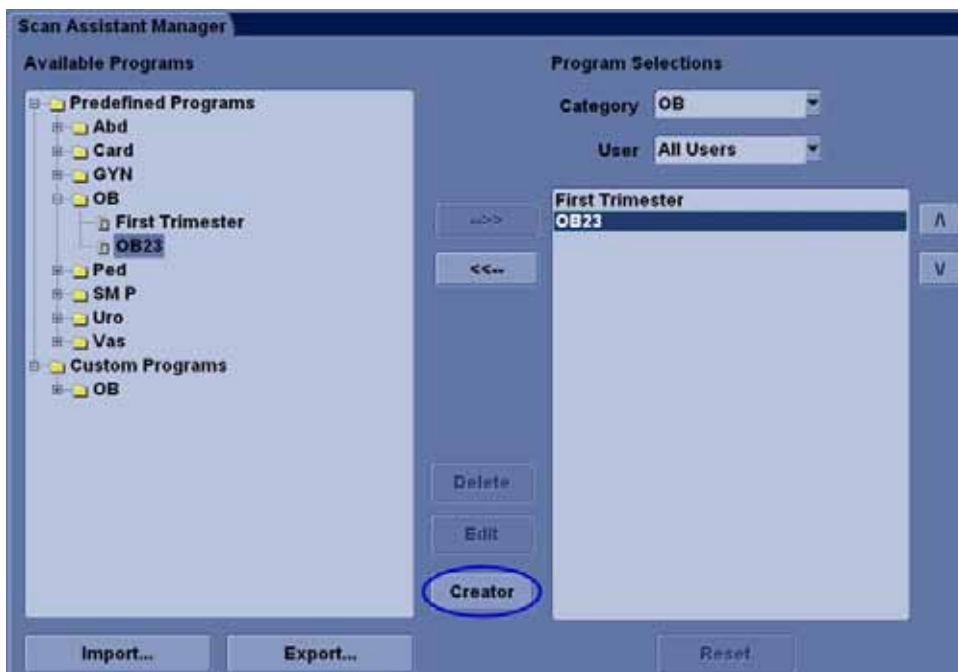 Scan Assistant Manager
Available Programs
Predefined Programs
Abd
Card
GYN
OB
First Trimester
OB23
Ped
SM P
Uro
Vas
Custom Programs
OB
-->>
<<--
Delete
Edit
Creator
Import...
Export...
Program Selections
Category OB
User All Users
First Trimester
OB23
Λ
V
Reset